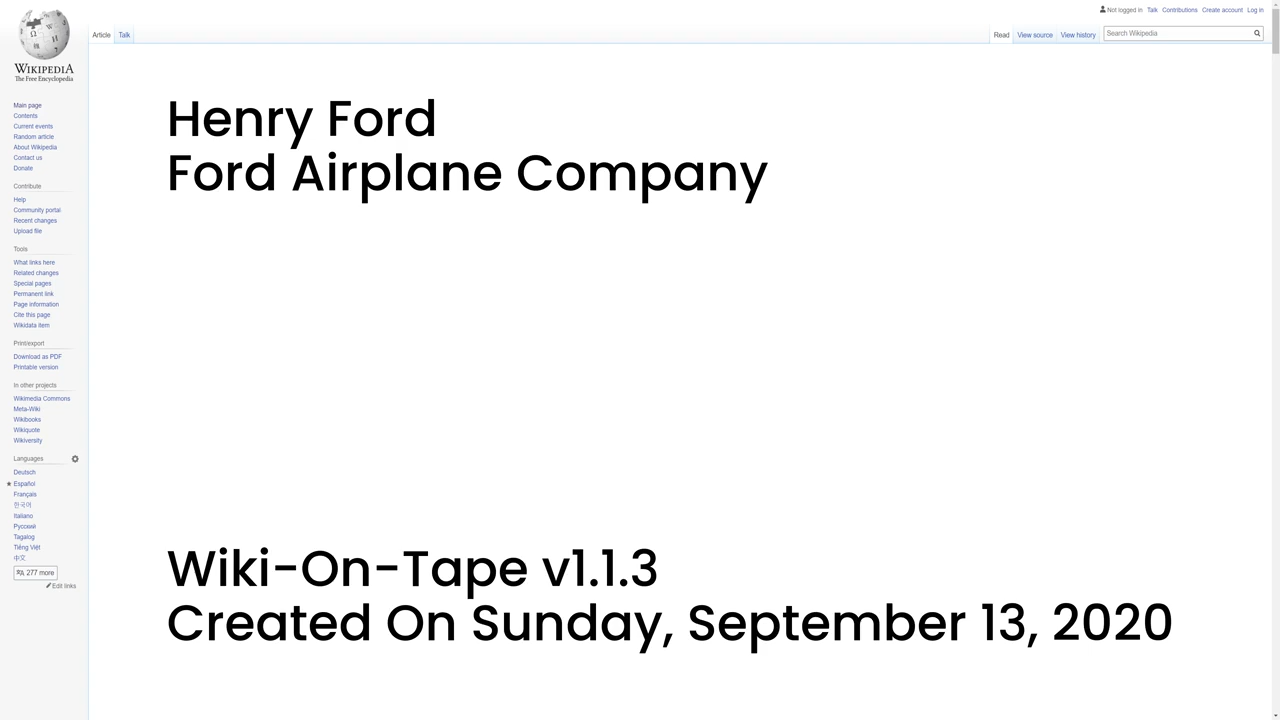 Not logged in Talk Contributions Create account Log in
Article Talk Read View source View history Search Wikipedia
WIKIPEDIA
The Free Encyclopedia
Main page
Contents
Current events
Random article
About Wikipedia
Contact us
Donate
Contribute
Help
Community portal
Recent changes
Upload file
Tools
What links here
Related changes
Special pages
Permanent link
Page information
Cite this page
Wikidata item
Print/export
Download as PDF
Printable version
In other projects
Wikimedia Commons
Meta-Wiki
Wikibooks
Wikiquote
Wikiversity
Languages
Deutsch
Español
Français
한국어
Italiano
Русский
Tagalog
Tiếng Việt
中文
277 more
Edit links
Henry Ford
Ford Airplane Company
Wiki-On-Tape v1.1.3
Created On Sunday, September 13, 2020